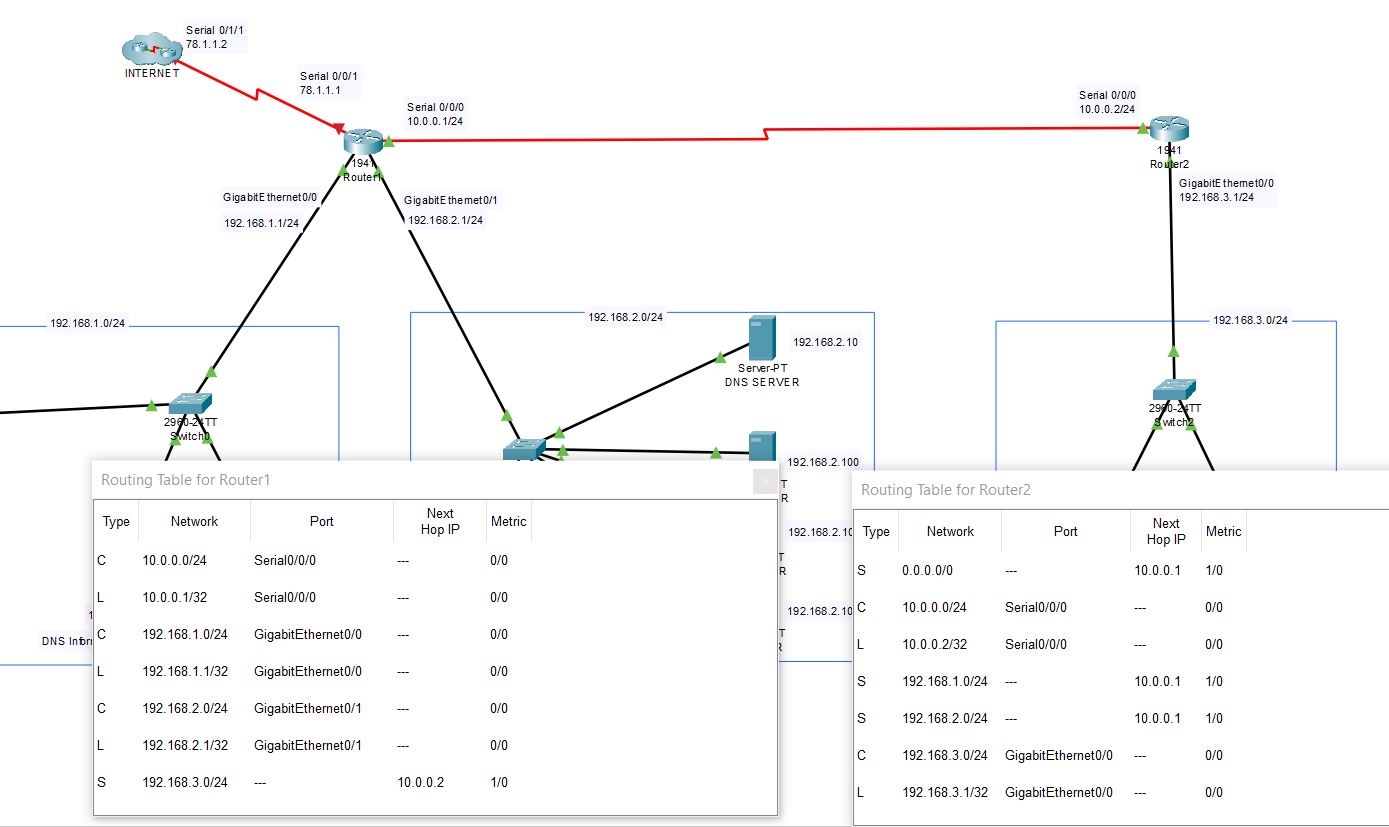 Serial 0/1/1
78.1.1.2
INTERNET
Serial 0/0/1
78.1.1.1
Serial 0/0/0
10.0.0.1/24
Serial 0/0/0
10.0.0.2/24
1941
Router1
1941
Router2
GigabitEthernet0/0
192.168.1.1/24
GigabitEthernet0/1
192.168.2.1/24
GigabitEthernet0/0
192.168.3.1/24
192.168.1.0/24
192.168.2.0/24
192.168.3.0/24
192.168.2.10
Server-PT
DNS SERVER
2960-24TT
Switch0
2960-24TT
Switch2
192.168.2.100
T
R
192.168.2.10
T
R
192.168.2.10
T
R
1
DNS Inforr
Routing Table for Router1
Type Network Port Next Hop IP Metric
C 10.0.0.0/24 Serial0/0/0 --- 0/0
L 10.0.0.1/32 Serial0/0/0 --- 0/0
C 192.168.1.0/24 GigabitEthernet0/0 --- 0/0
L 192.168.1.1/32 GigabitEthernet0/0 --- 0/0
C 192.168.2.0/24 GigabitEthernet0/1 --- 0/0
L 192.168.2.1/32 GigabitEthernet0/1 --- 0/0
S 192.168.3.0/24 --- 10.0.0.2 1/0
Routing Table for Router2
Type Network Port Next Hop IP Metric
S 0.0.0.0/0 --- 10.0.0.1 1/0
C 10.0.0.0/24 Serial0/0/0 --- 0/0
L 10.0.0.2/32 Serial0/0/0 --- 0/0
S 192.168.1.0/24 --- 10.0.0.1 1/0
S 192.168.2.0/24 --- 10.0.0.1 1/0
C 192.168.3.0/24 GigabitEthernet0/0 --- 0/0
L 192.168.3.1/32 GigabitEthernet0/0 --- 0/0